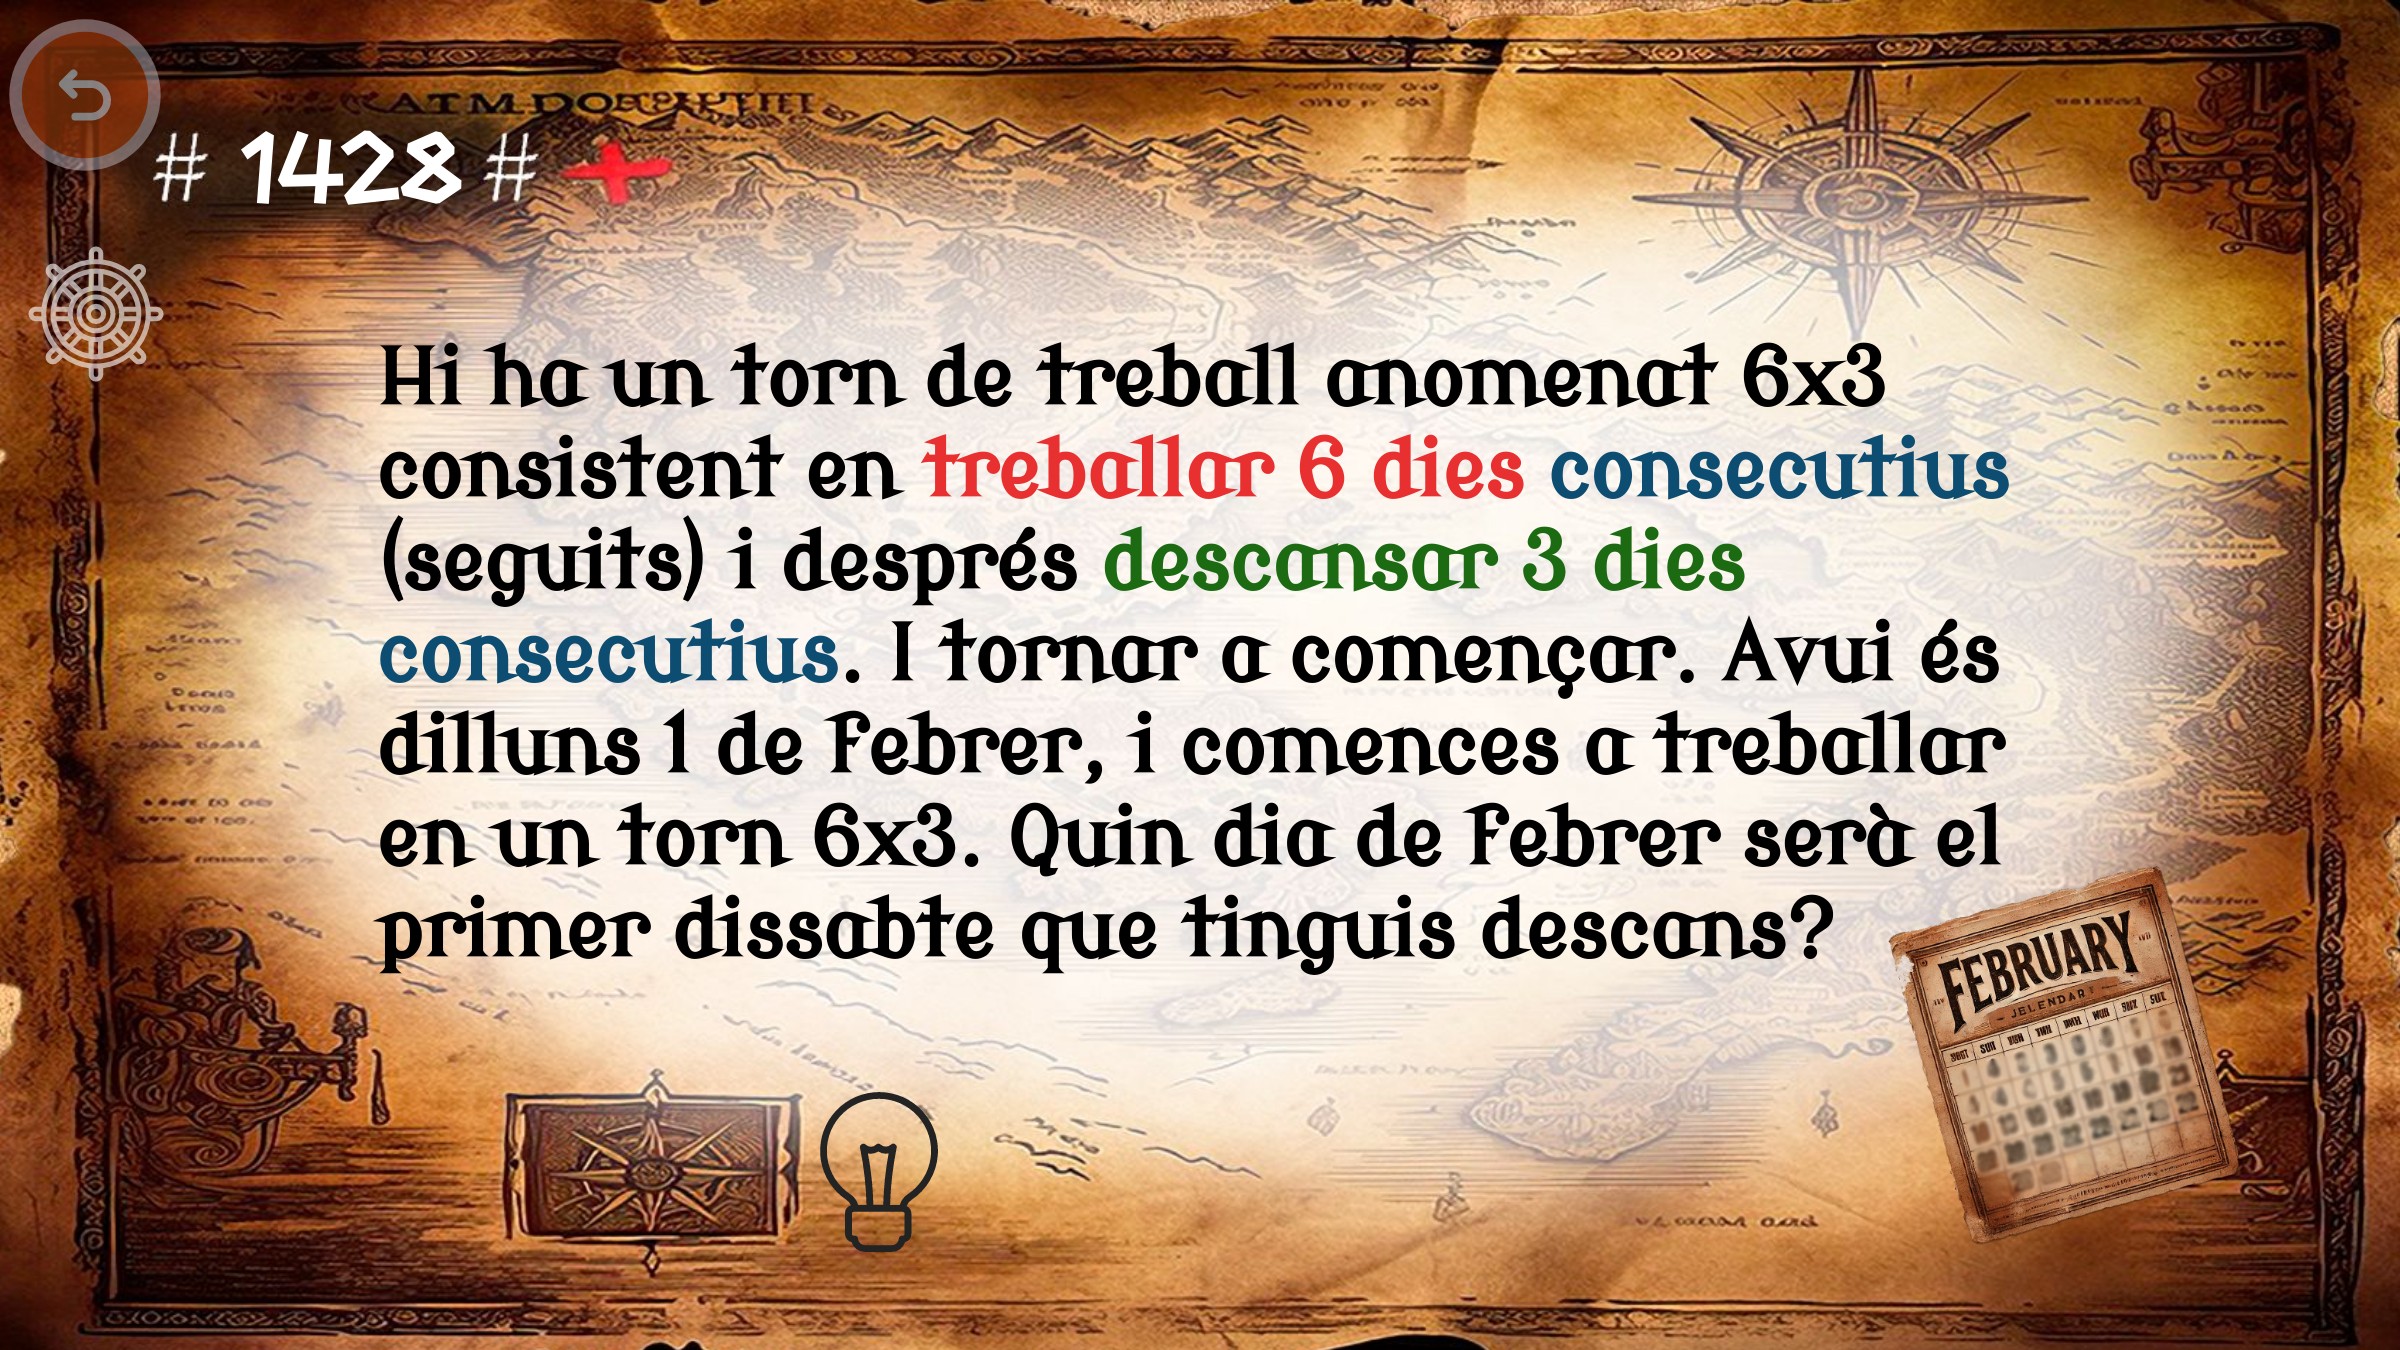 # 1428 #
Hi ha un torn de treball anomenat 6x3
consistent en treballar 6 dies consecutius
(seguits) i després descansar 3 dies
consecutius. I tornar a començar. Avui és
dilluns 1 de Febrer, i comences a treballar
en un torn 6x3. Quin dia de Febrer serà el
primer dissabte que tinguis descans?
FEBRUARY
JELENDAR